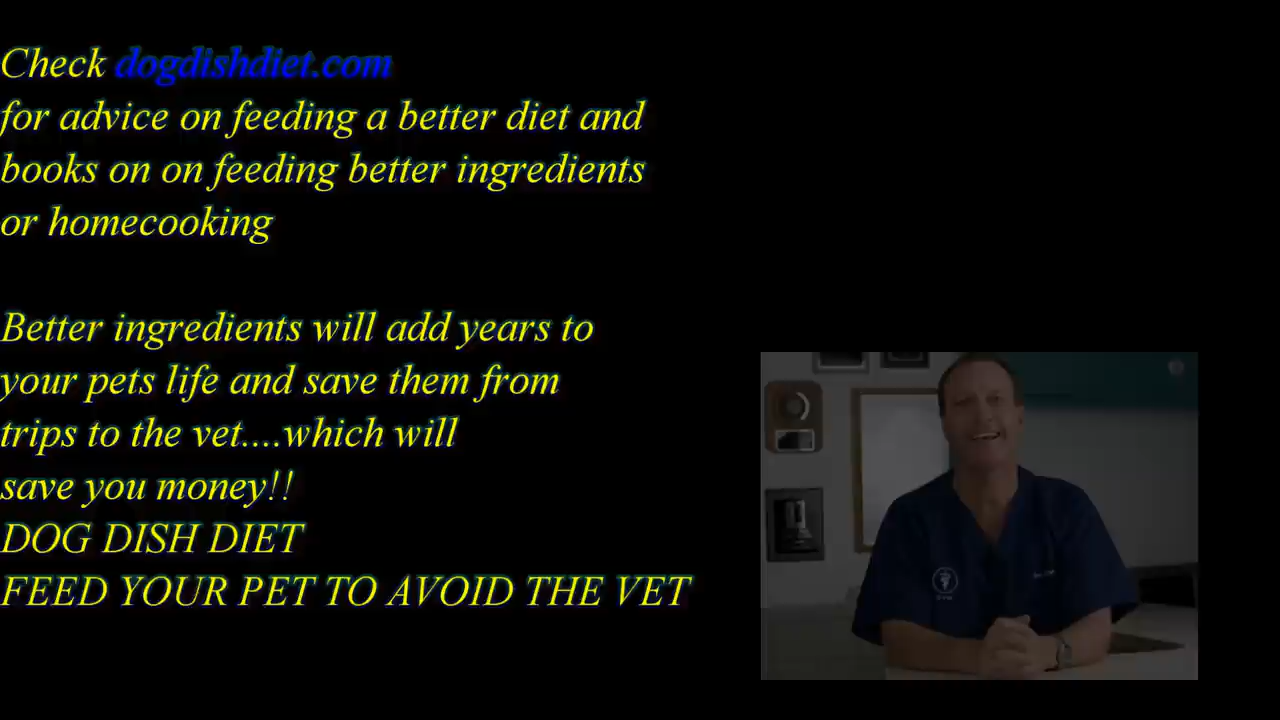 Check dogdishdiet.com
for advice on feeding a better diet and
books on on feeding better ingredients
or homecooking
Better ingredients will add years to
your pets life and save them from
trips to the vet....which will
save you money!!
DOG DISH DIET
FEED YOUR PET TO AVOID THE VET